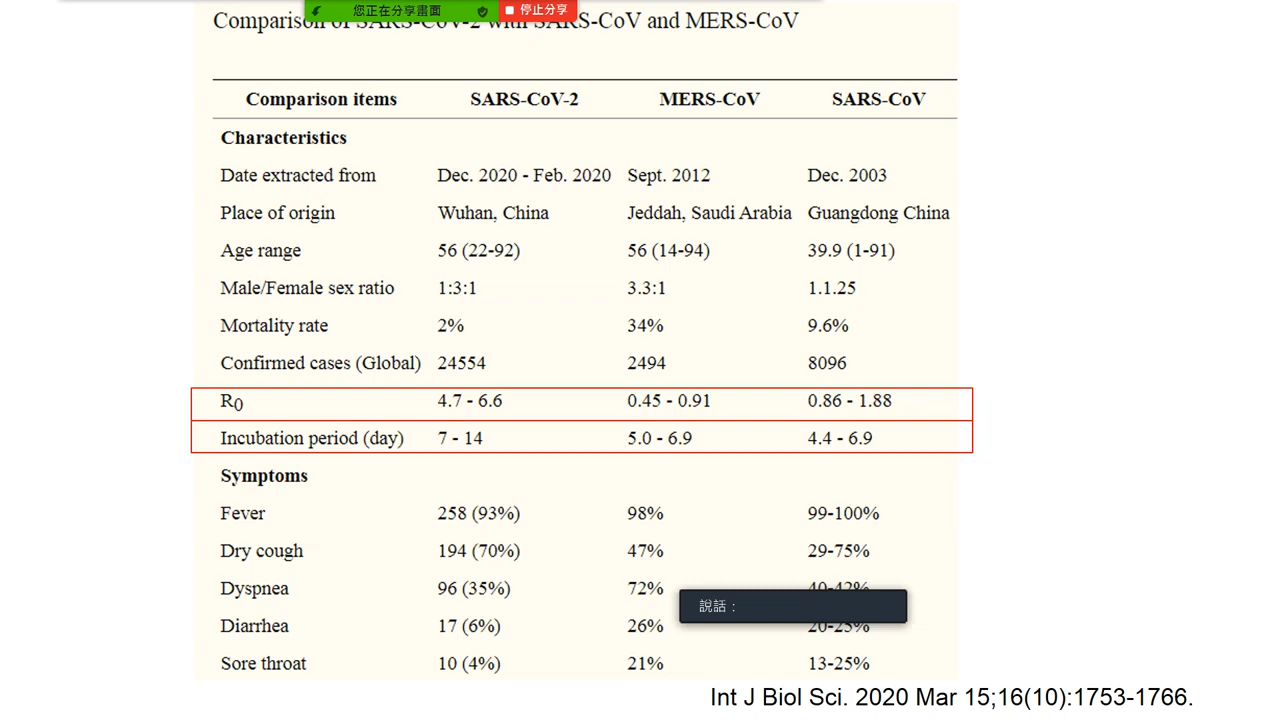 您正在分享畫面 停止分享
Comparison of SARS-CoV-2 with SARS-CoV and MERS-CoV
Comparison items SARS-CoV-2 MERS-CoV SARS-CoV
Characteristics
Date extracted from Dec. 2020 - Feb. 2020 Sept. 2012 Dec. 2003
Place of origin Wuhan, China Jeddah, Saudi Arabia Guangdong China
Age range 56 (22-92) 56 (14-94) 39.9 (1-91)
Male/Female sex ratio 1:3:1 3.3:1 1.1.25
Mortality rate 2% 34% 9.6%
Confirmed cases (Global) 24554 2494 8096
R0 4.7 - 6.6 0.45 - 0.91 0.86 - 1.88
Incubation period (day) 7 - 14 5.0 - 6.9 4.4 - 6.9
Symptoms
Fever 258 (93%) 98% 99-100%
Dry cough 194 (70%) 47% 29-75%
Dyspnea 96 (35%) 72% 40-42%
說話：
Diarrhea 17 (6%) 26% 20-25%
Sore throat 10 (4%) 21% 13-25%
Int J Biol Sci. 2020 Mar 15;16(10):1753-1766.